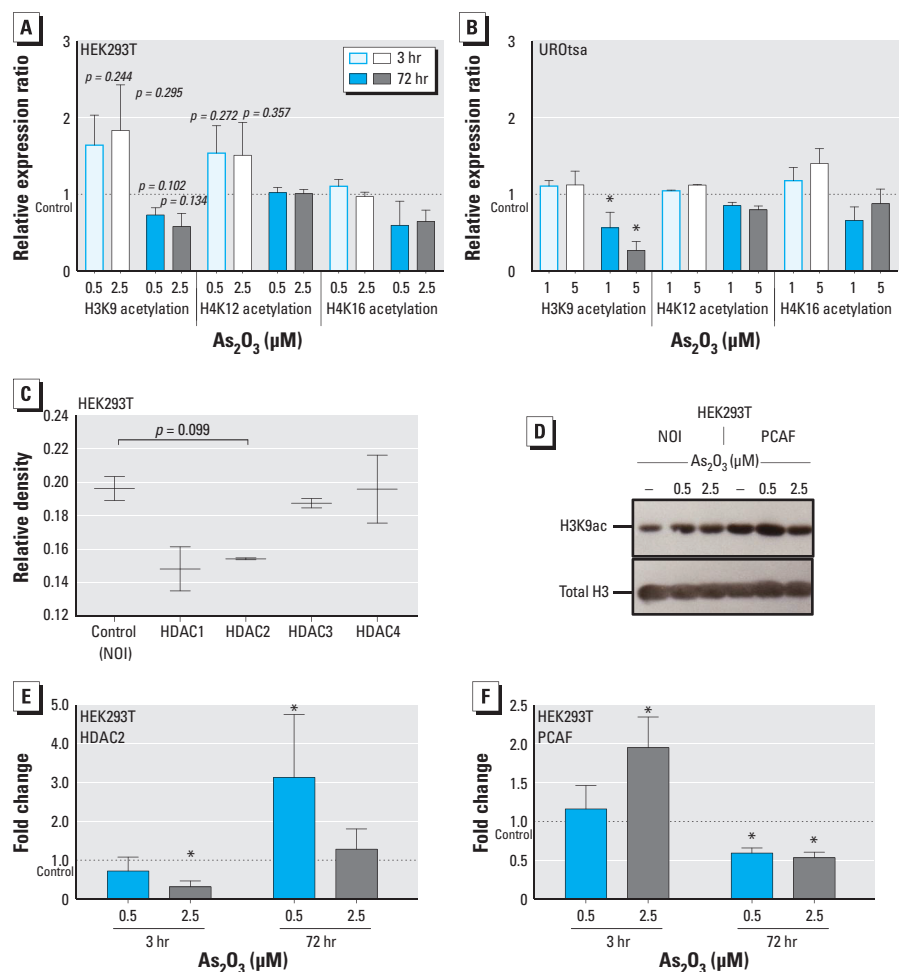 A
HEK293T
3 hr
72 hr
Relative expression ratio
3
2
1
Control
0
p = 0.244
p = 0.295
p = 0.272
p = 0.357
p = 0.102
p = 0.134
0.5 2.5 0.5 2.5 0.5 2.5 0.5 2.5 0.5 2.5 0.5 2.5
H3K9 acetylation H4K12 acetylation H4K16 acetylation
As2O3 (µM)
B
UROtsa
Relative expression ratio
3
2
1
Control
0
* *
1 5 1 5 1 5 1 5 1 5 1 5
H3K9 acetylation H4K12 acetylation H4K16 acetylation
As2O3 (µM)
C
HEK293T
Relative density
0.24
0.22
0.20
0.18
0.16
0.14
0.12
p = 0.099
Control (NOI)
HDAC1 HDAC2 HDAC3 HDAC4
D
HEK293T
NOI PCAF
As2O3 (µM)
– 0.5 2.5 – 0.5 2.5
H3K9ac
Total H3
E
HEK293T
HDAC2
Fold change
5.0
4.0
3.0
2.0
1.0
Control
0
* *
0.5 2.5 0.5 2.5
3 hr 72 hr
As2O3 (µM)
F
HEK293T
PCAF
Fold change
2.5
2.0
1.5
1.0
Control
0.5
0
* * *
0.5 2.5 0.5 2.5
3 hr 72 hr
As2O3 (µM)